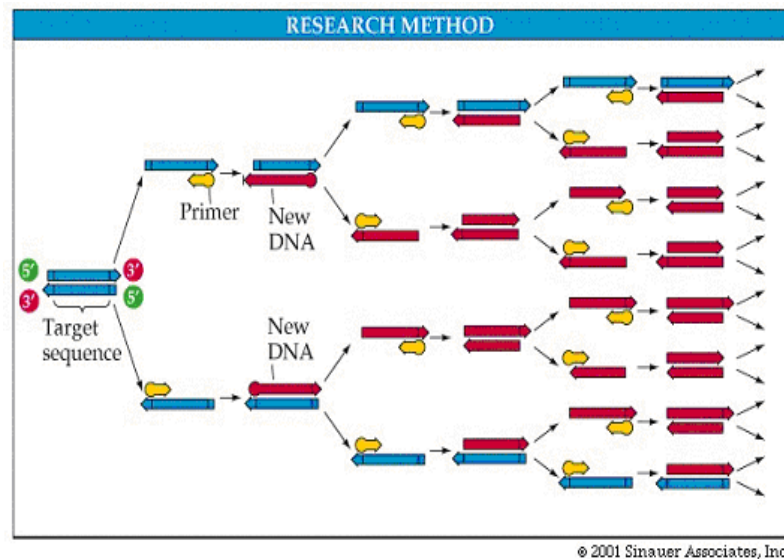 RESEARCH METHOD
Primer
New
DNA
5′
3′
3′
5′
Target
sequence
New
DNA
© 2001 Sinauer Associates, Inc